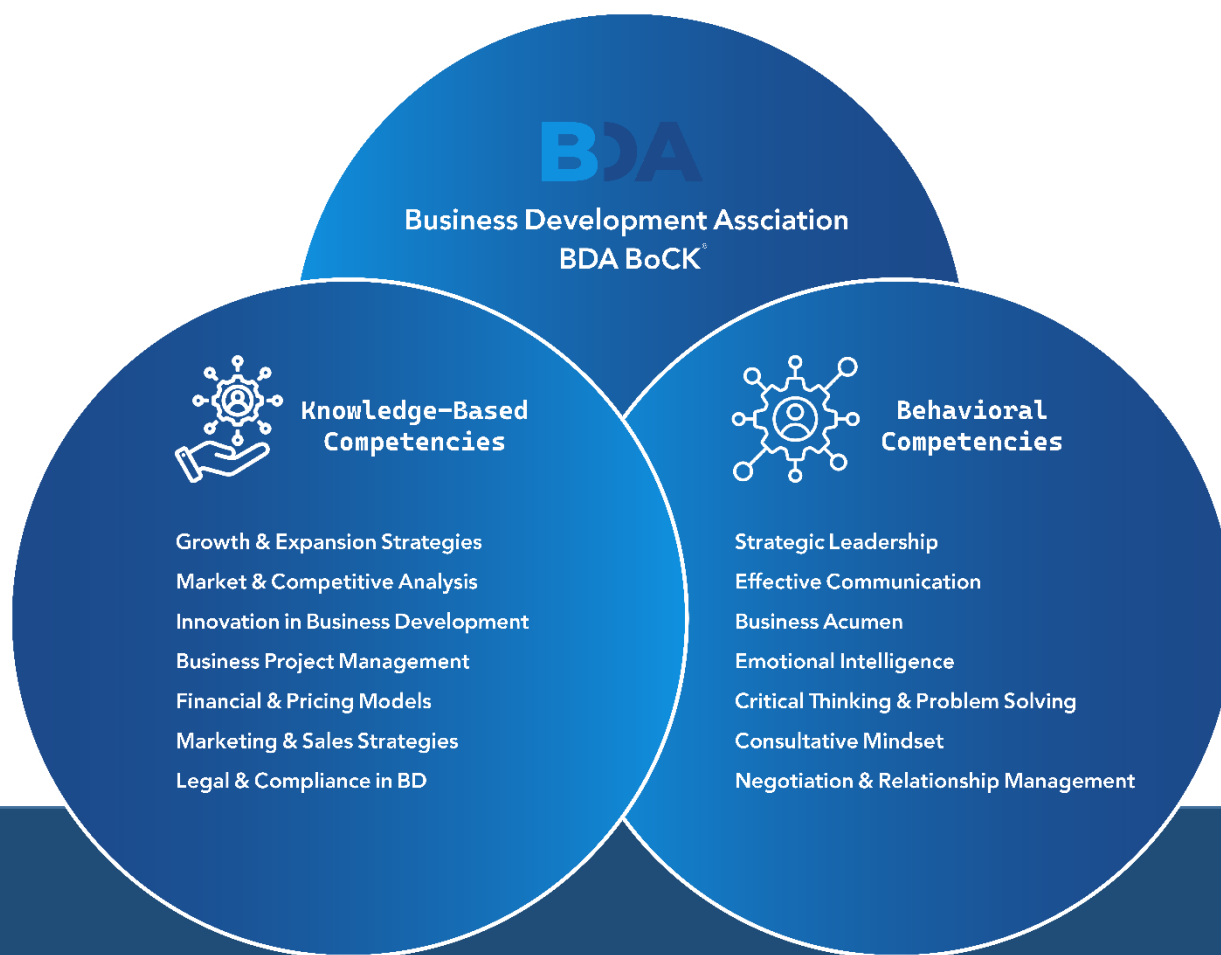 BDA
Business Development Assciation
BDA BoCK®
Knowledge-Based
Competencies
Growth & Expansion Strategies
Market & Competitive Analysis
Innovation in Business Development
Business Project Management
Financial & Pricing Models
Marketing & Sales Strategies
Legal & Compliance in BD
Behavioral
Competencies
Strategic Leadership
Effective Communication
Business Acumen
Emotional Intelligence
Critical Thinking & Problem Solving
Consultative Mindset
Negotiation & Relationship Management